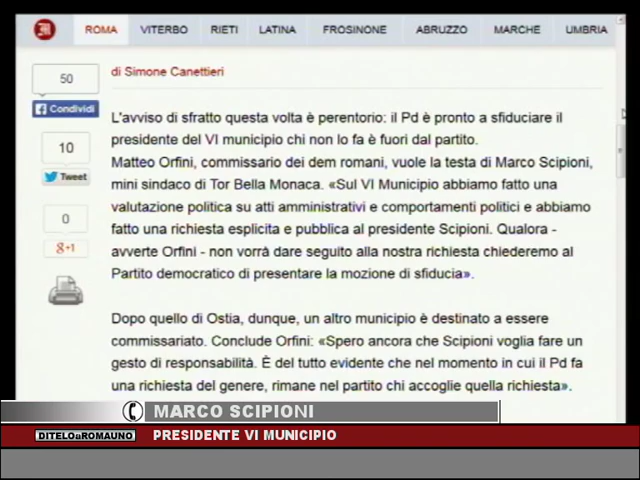 ROMA VITERBO RIETI LATINA FROSINONE ABRUZZO MARCHE UMBRIA
50
Condividi
10
Tweet
0
8+1
di Simone Canettieri
L'avviso di sfratto questa volta è perentorio: il Pd è pronto a sfiduciare il
presidente del VI municipio chi non lo fa è fuori dal partito.
Matteo Orfini, commissario dei dem romani, vuole la testa di Marco Scipioni,
mini sindaco di Tor Bella Monaca. «Sul VI Municipio abbiamo fatto una
valutazione politica su atti amministrativi e comportamenti politici e abbiamo
fatto una richiesta esplicita e pubblica al presidente Scipioni. Qualora -
avverte Orfini - non vorrà dare seguito alla nostra richiesta chiederemo al
Partito democratico di presentare la mozione di sfiducia».
Dopo quello di Ostia, dunque, un altro municipio è destinato a essere
commissariato. Conclude Orfini: «Spero ancora che Scipioni voglia fare un
gesto di responsabilità. È del tutto evidente che nel momento in cui il Pd fa
una richiesta del genere, rimane nel partito chi accoglie quella richiesta».
MARCO SCIPIONI
DITELOaROMAUNO PRESIDENTE VI MUNICIPIO